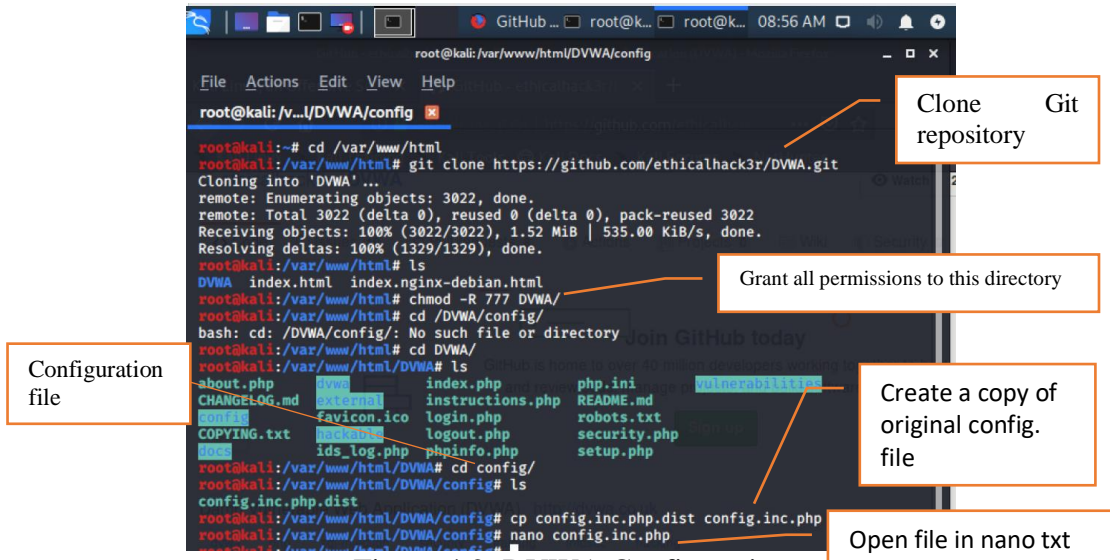 GitHub ... root@k... root@k... 08:56 AM
root@kali: /var/www/html/DVWA/config
File Actions Edit View Help
root@kali: /v...l/DVWA/config
root@kali:~# cd /var/www/html
root@kali:/var/www/html# git clone https://github.com/ethicalhack3r/DVWA.git
Cloning into 'DVWA'...
remote: Enumerating objects: 3022, done.
remote: Total 3022 (delta 0), reused 0 (delta 0), pack-reused 3022
Receiving objects: 100% (3022/3022), 1.52 MiB | 535.00 KiB/s, done.
Resolving deltas: 100% (1329/1329), done.
root@kali:/var/www/html# ls
DVWA index.html index.nginx-debian.html
root@kali:/var/www/html# chmod -R 777 DVWA/
root@kali:/var/www/html# cd /DVWA/config/
bash: cd: /DVWA/config/: No such file or directory
root@kali:/var/www/html# cd DVWA/
root@kali:/var/www/html/DVWA# ls
about.php dvwa index.php php.ini vulnerabilities
CHANGELOG.md external instructions.php README.md
config favicon.ico login.php robots.txt
COPYING.txt hackable logout.php security.php
docs ids_log.php phpinfo.php setup.php
root@kali:/var/www/html/DVWA# cd config/
root@kali:/var/www/html/DVWA/config# ls
config.inc.php.dist
root@kali:/var/www/html/DVWA/config# cp config.inc.php.dist config.inc.php
root@kali:/var/www/html/DVWA/config# nano config.inc.php
Clone Git
repository
Grant all permissions to this directory
Configuration
file
Create a copy of
original config.
file
Open file in nano txt
Join GitHub today
Sign up